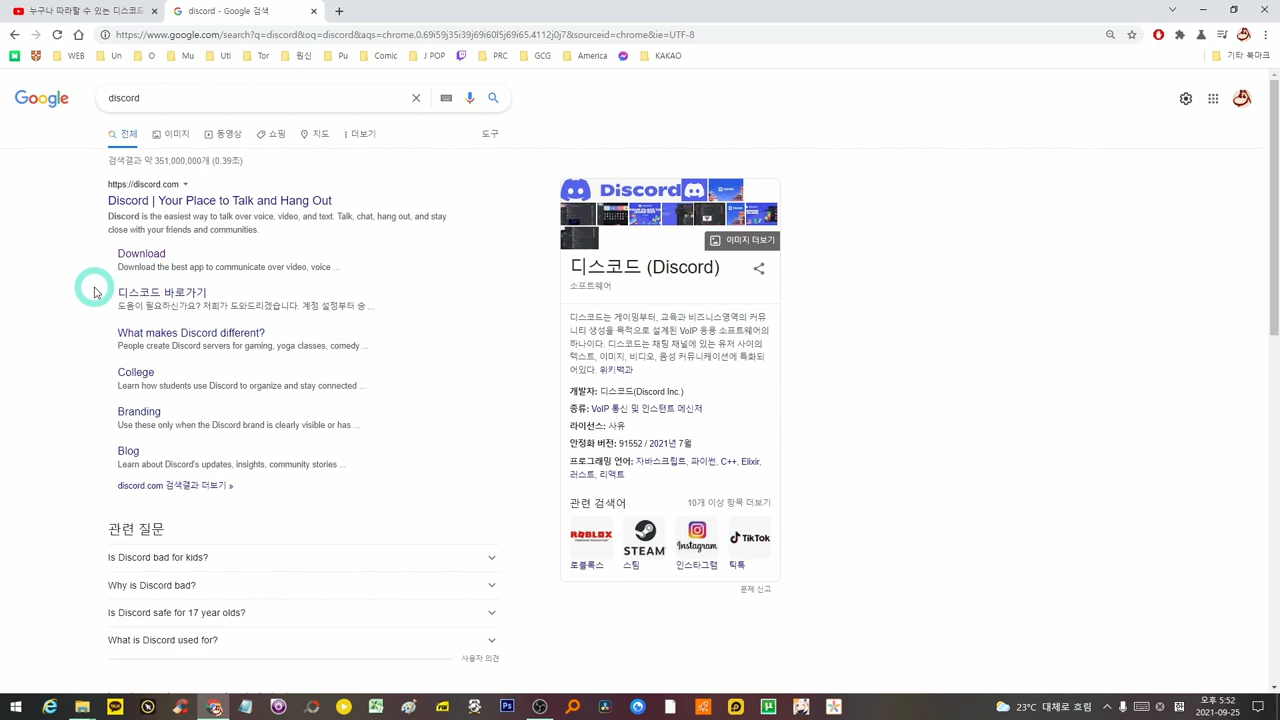 누구나 따라할 수 있는 디스코드
discord - Google 검색
https://www.google.com/search?q=discord&oq=discord&aqs=chrome.0.69i59j35i39j69i60l5j69i65.4112j0j7&sourceid=chrome&ie=UTF-8
WEB Un O Mu Uti Tor 원신 Pu Comic J POP PRC GCG America KAKAO 기타 북마크
Google
discord
전체 이미지 동영상 쇼핑 지도 더보기 도구
검색결과 약 351,000,000개 (0.39초)
https://discord.com
Discord | Your Place to Talk and Hang Out
Discord is the easiest way to talk over voice, video, and text. Talk, chat, hang out, and stay
close with your friends and communities.
Download
Download the best app to communicate over video, voice ...
디스코드 바로가기
도움이 필요하신가요? 저희가 도와드리겠습니다. 계정 설정부터 승 ...
What makes Discord different?
People create Discord servers for gaming, yoga classes, comedy ...
College
Learn how students use Discord to organize and stay connected ...
Branding
Use these only when the Discord brand is clearly visible or has ...
Blog
Learn about Discord's updates, insights, community stories ...
discord.com 검색결과 더보기 »
관련 질문
Is Discord bad for kids?
Why is Discord bad?
Is Discord safe for 17 year olds?
What is Discord used for?
사용자 의견
Discord
이미지 더보기
디스코드 (Discord)
소프트웨어
디스코드는 게이밍부터, 교육과 비즈니스영역의 커뮤
니티 생성을 목적으로 설계된 VoIP 응용 소프트웨어의
하나이다. 디스코드는 채팅 채널에 있는 유저 사이의
텍스트, 이미지, 비디오, 음성 커뮤니케이션에 특화되
어있다. 위키백과
개발자: 디스코드(Discord Inc.)
종류: VoIP 통신 및 인스턴트 메신저
라이선스: 사유
안정화 버전: 91552 / 2021년 7월
프로그래밍 언어: 자바스크립트, 파이썬, C++, Elixir,
러스트, 리액트
관련 검색어 10개 이상 항목 더보기
ROBLOX STEAM Instagram TikTok
로블록스 스팀 인스타그램 틱톡
문제 신고
23°C 대체로 흐림
오후 5:52
2021-09-25